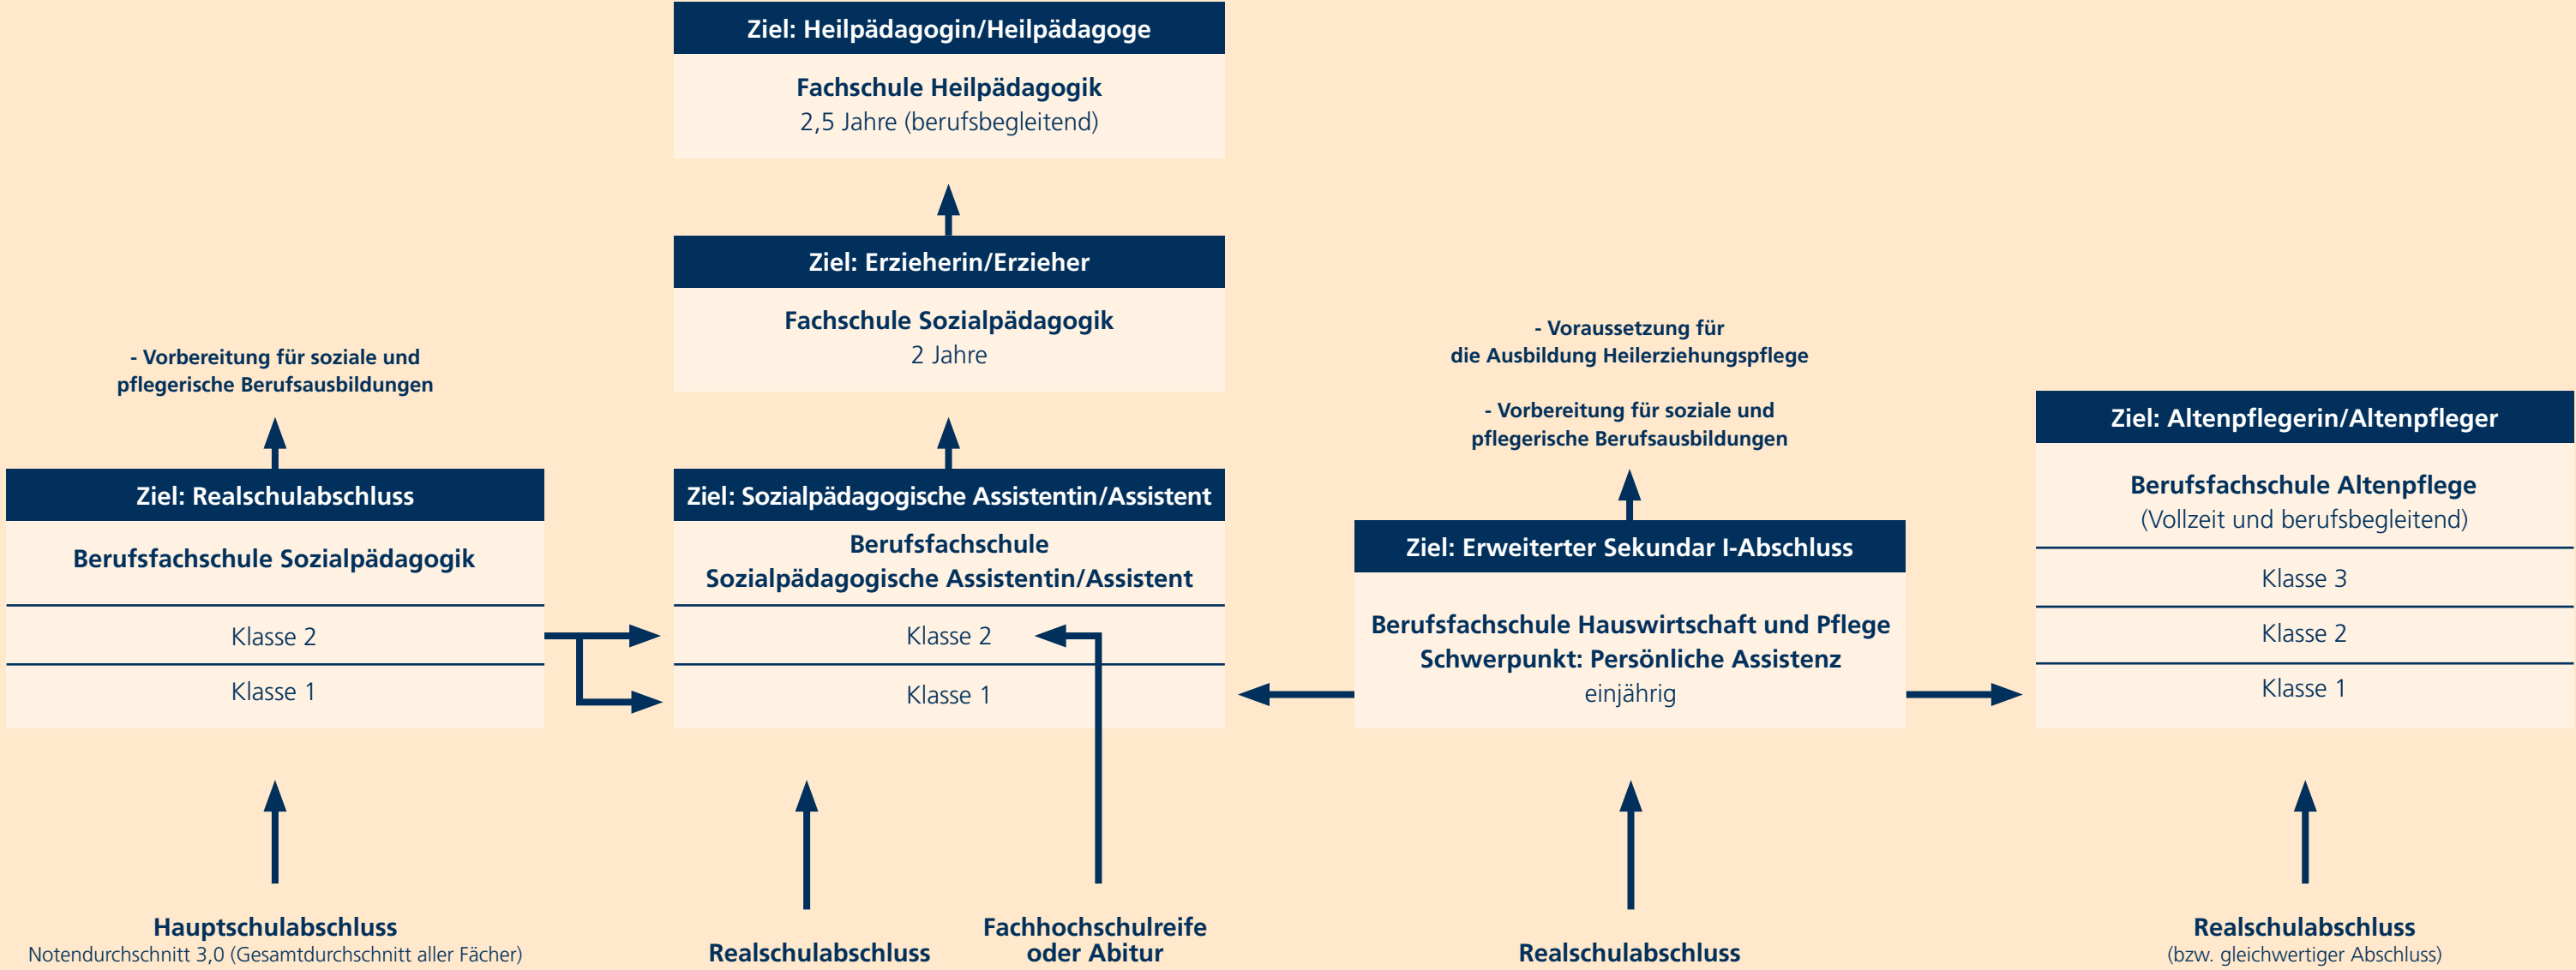 Ziel: Heilpädagogin/Heilpädagoge
Fachschule Heilpädagogik
2,5 Jahre (berufsbegleitend)
Ziel: Erzieherin/Erzieher
Fachschule Sozialpädagogik
2 Jahre
- Vorbereitung für soziale und
pflegerische Berufsausbildungen
Ziel: Realschulabschluss
Berufsfachschule Sozialpädagogik
Klasse 2
Klasse 1
Hauptschulabschluss
Notendurchschnitt 3,0 (Gesamtdurchschnitt aller Fächer)
Ziel: Sozialpädagogische Assistentin/Assistent
Berufsfachschule
Sozialpädagogische Assistentin/Assistent
Klasse 2
Klasse 1
Realschulabschluss
Fachhochschulreife
oder Abitur
- Voraussetzung für
die Ausbildung Heilerziehungspflege
- Vorbereitung für soziale und
pflegerische Berufsausbildungen
Ziel: Erweiterter Sekundar I-Abschluss
Berufsfachschule Hauswirtschaft und Pflege
Schwerpunkt: Persönliche Assistenz
einjährig
Realschulabschluss
Ziel: Altenpflegerin/Altenpfleger
Berufsfachschule Altenpflege
(Vollzeit und berufsbegleitend)
Klasse 3
Klasse 2
Klasse 1
Realschulabschluss
(bzw. gleichwertiger Abschluss)